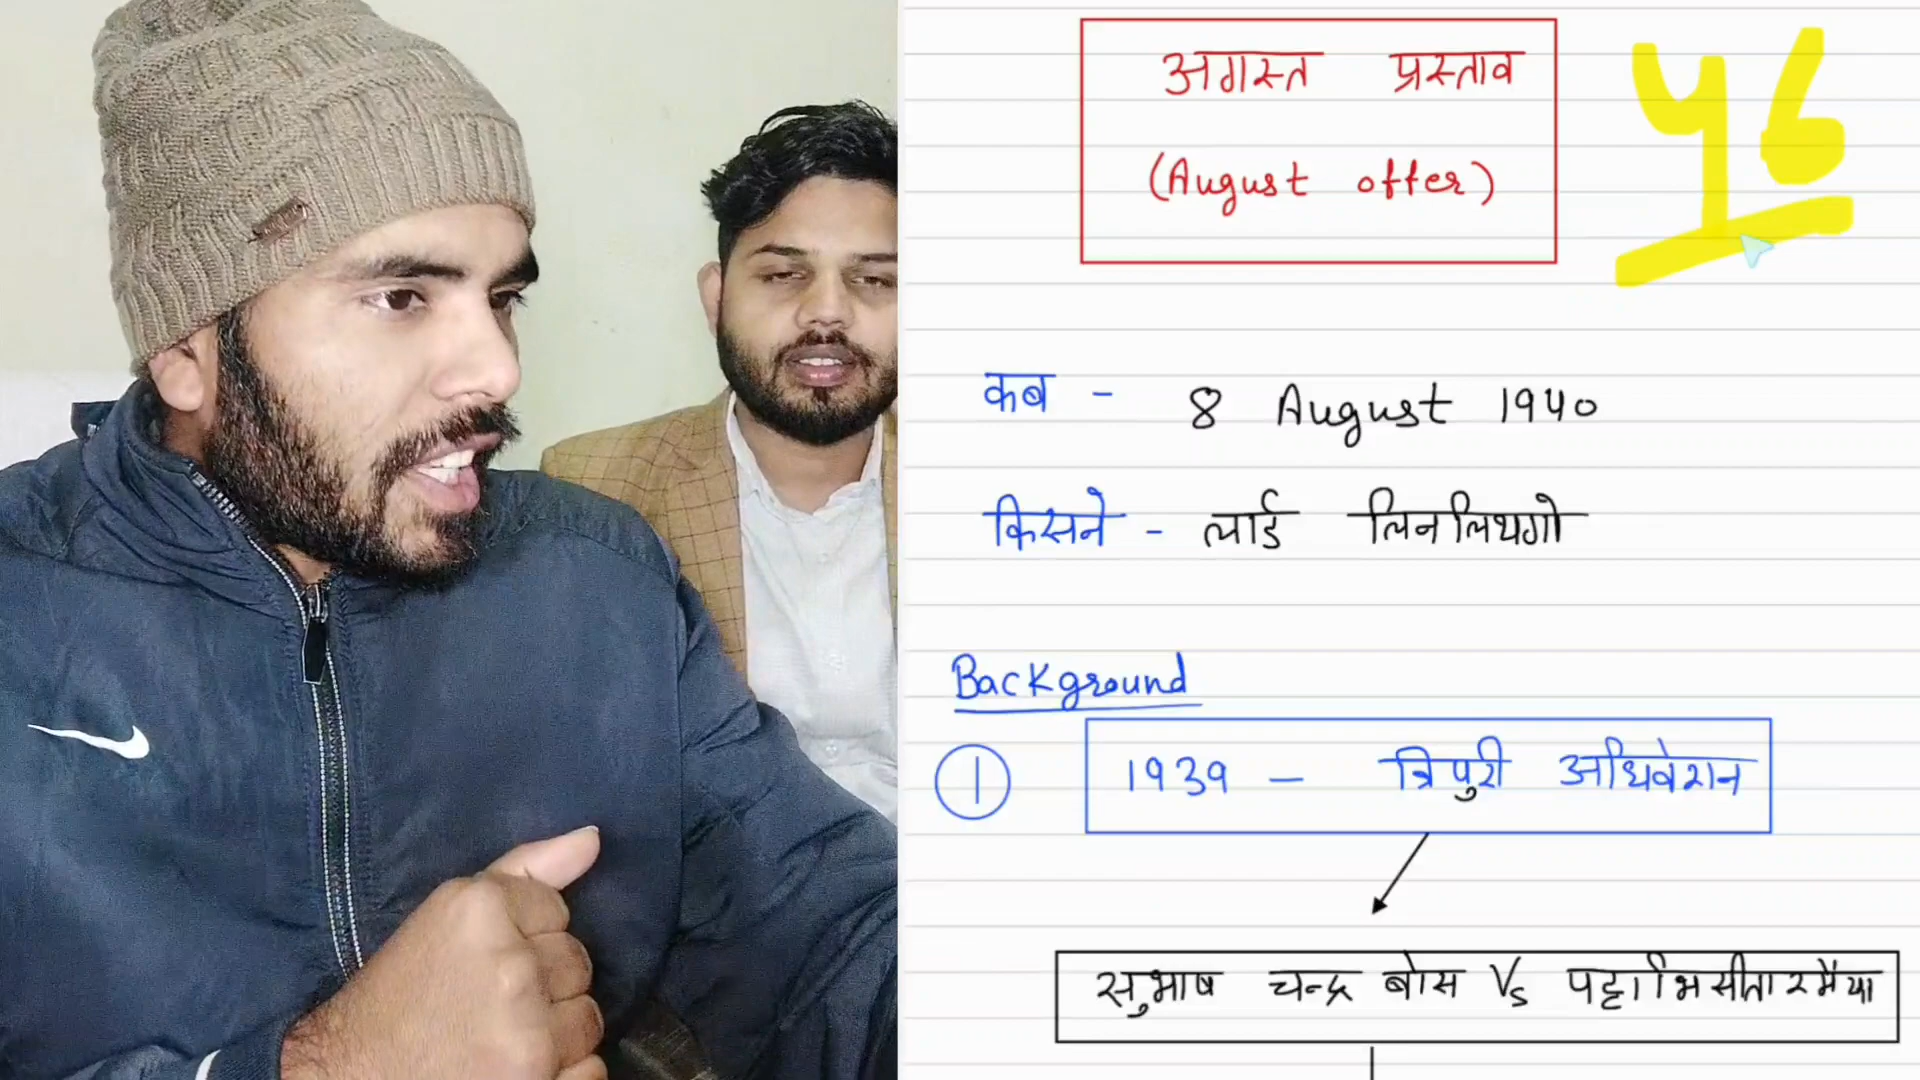 अगस्त प्रस्ताव
(August offer)
46
कब - 8 August 1940
किसने - लार्ड लिनलिथगो
Background
1 1939 - त्रिपुरी अधिवेशन
सुभाष चन्द्र बोस Vs पट्टाभिसीतारमैया